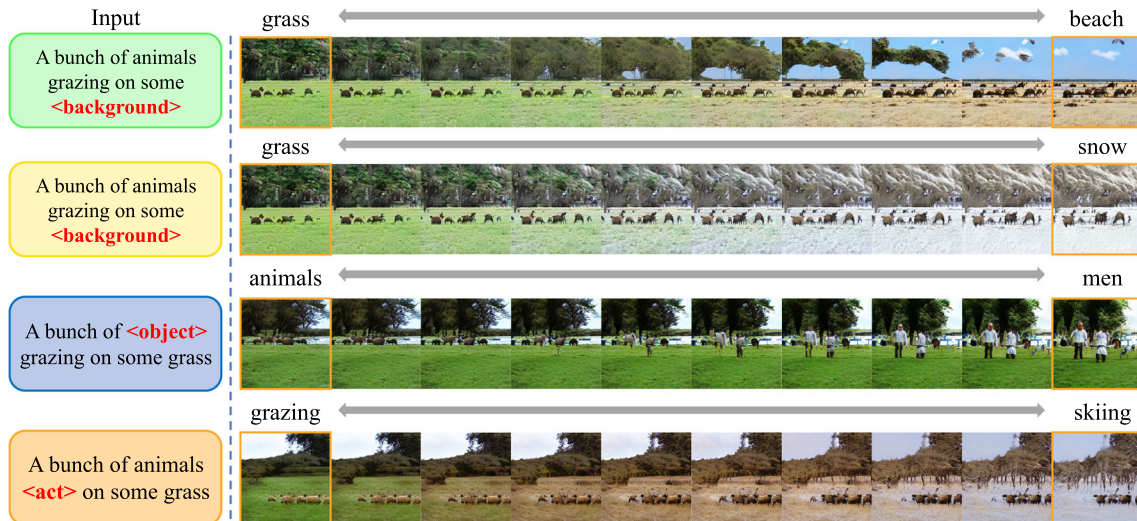 Input
grass
beach
A bunch of animals
grazing on some
<background>
grass
snow
A bunch of animals
grazing on some
<background>
animals
men
A bunch of <object>
grazing on some grass
grazing
skiing
A bunch of animals
<act> on some grass